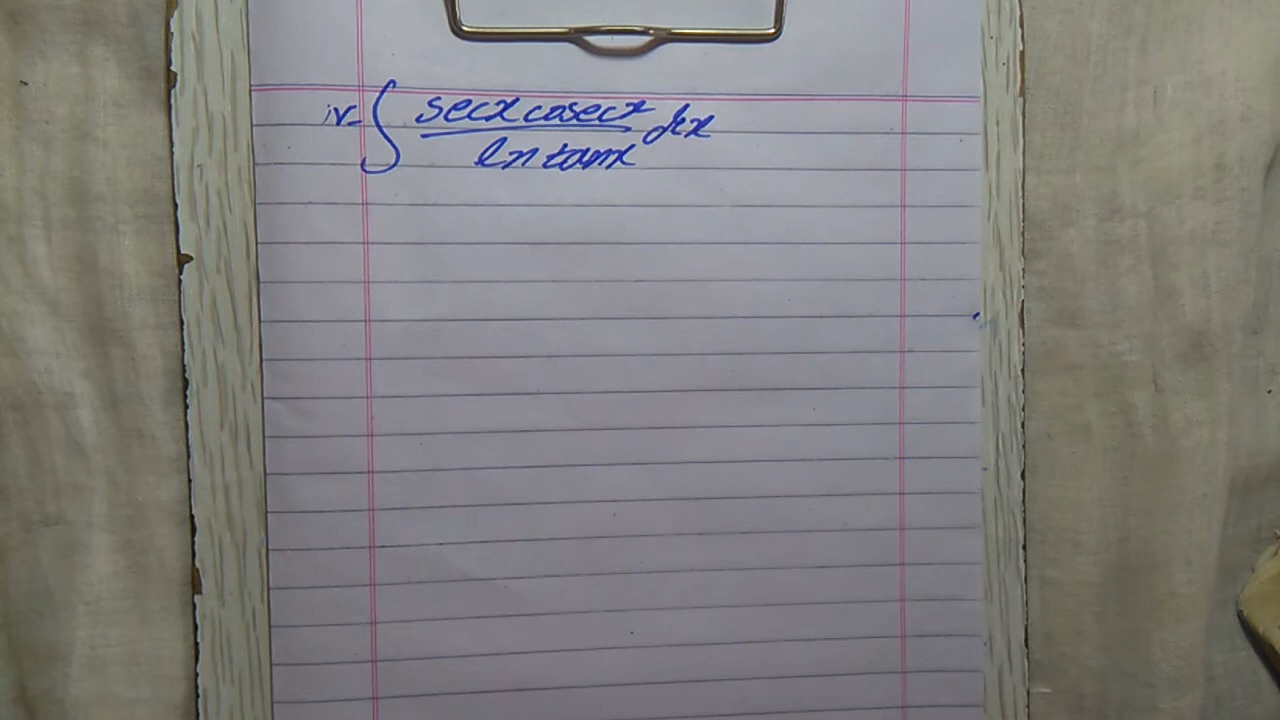 iv- ∫ secx cosecx / ln tanx dx